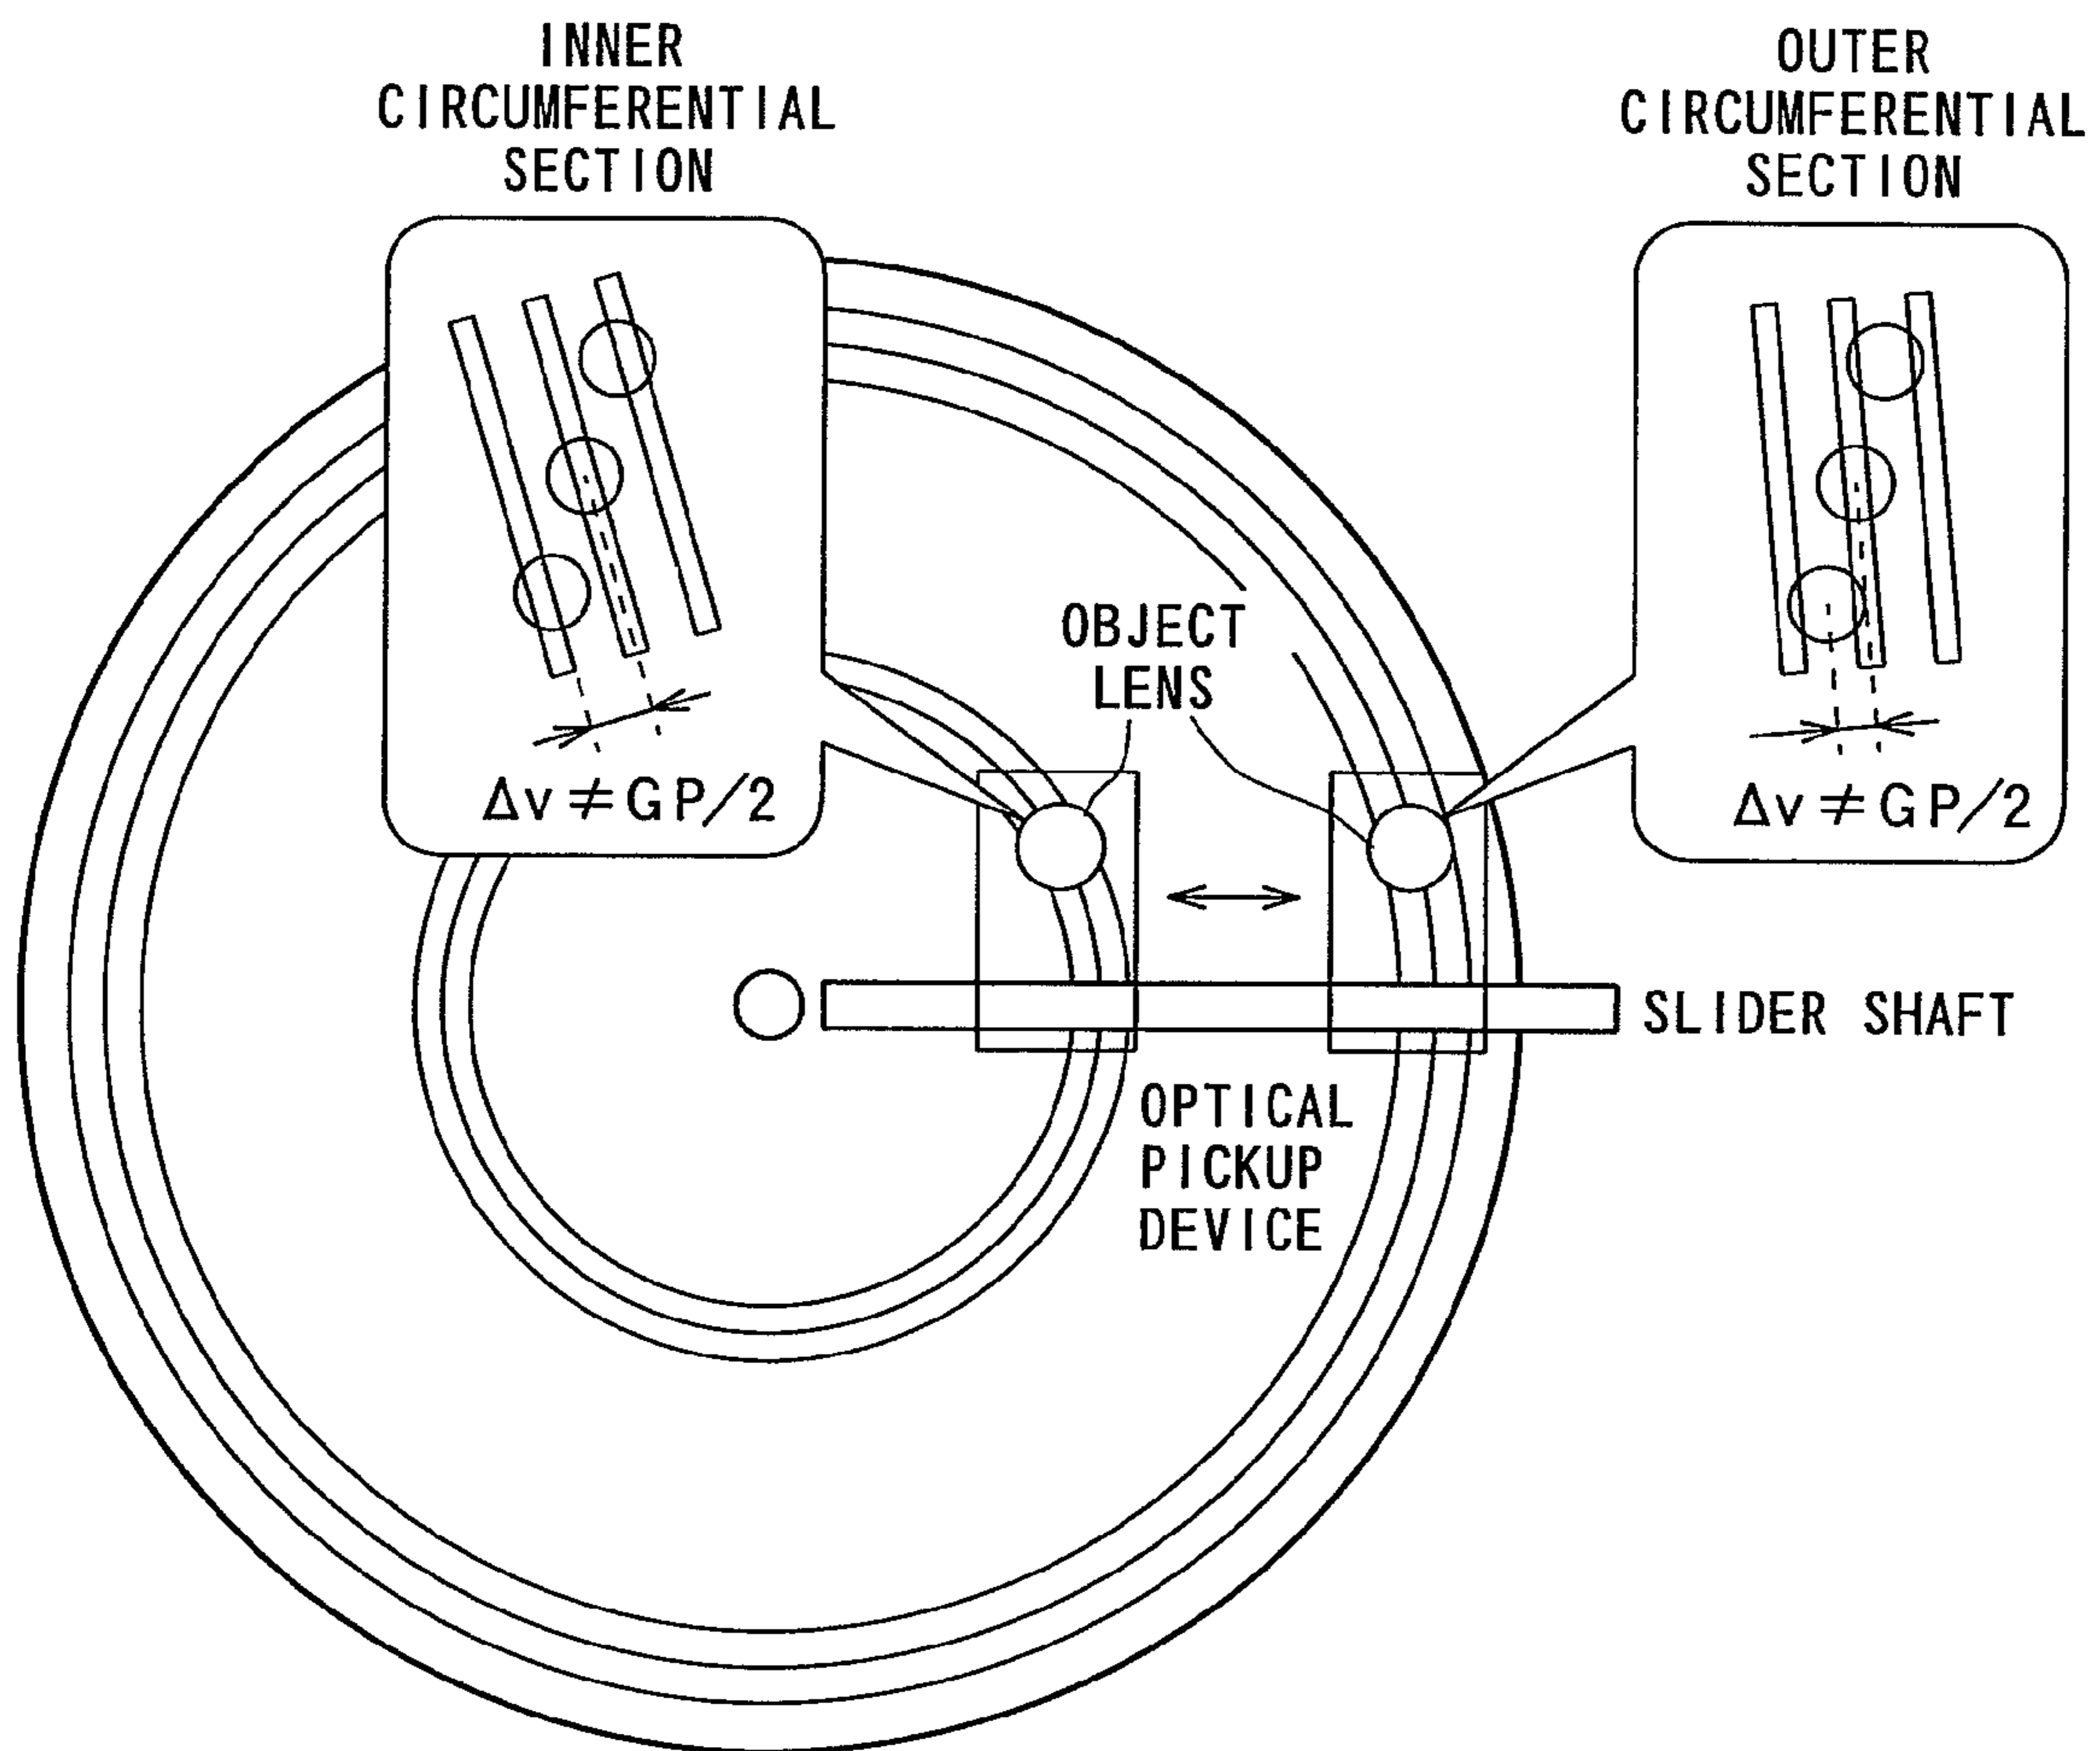 INNER
CIRCUMFERENTIAL
SECTION
OUTER
CIRCUMFERENTIAL
SECTION
OBJECT
LENS
Δv≠GP/2
Δv≠GP/2
SLIDER SHAFT
OPTICAL
PICKUP
DEVICE